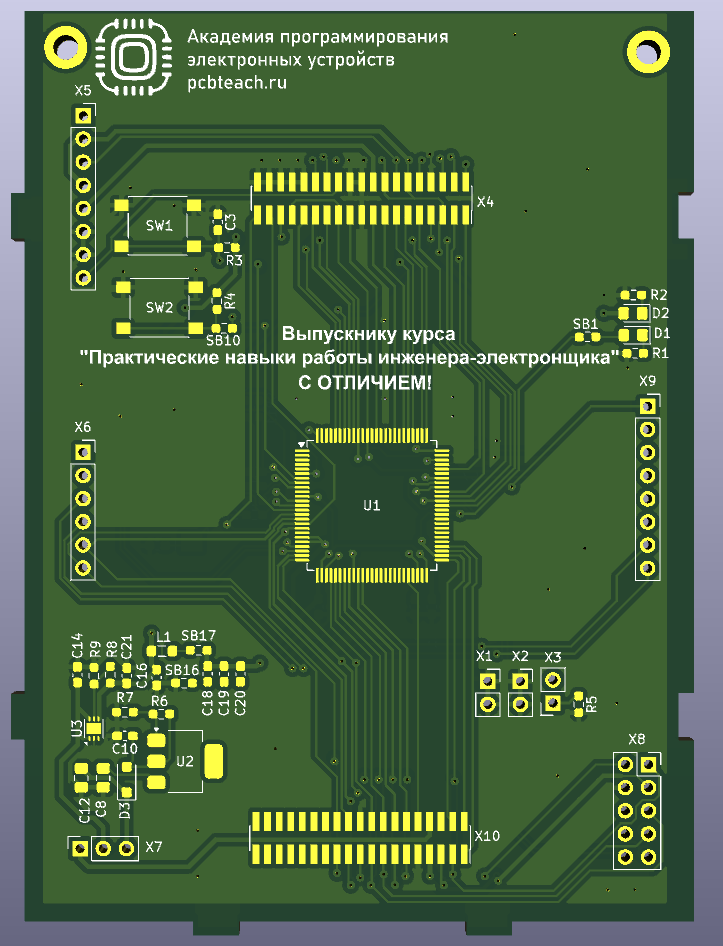 Академия программирования
электронных устройств
pcbteach.ru
X5
X4
SW1
C3
R3
SW2
R4
SB10
R2
D2
SB1
D1
R1
Выпускнику курса
"Практические навыки работы инженера-электронщика"
С ОТЛИЧИЕМ!
X9
X6
U1
C14
R9
R8
C21
L1
SB17
C16
SB16
C18
C19
C20
X1
X2
X3
R5
R7
R6
U3
C10
U2
X8
C12
C8
D3
X7
X10